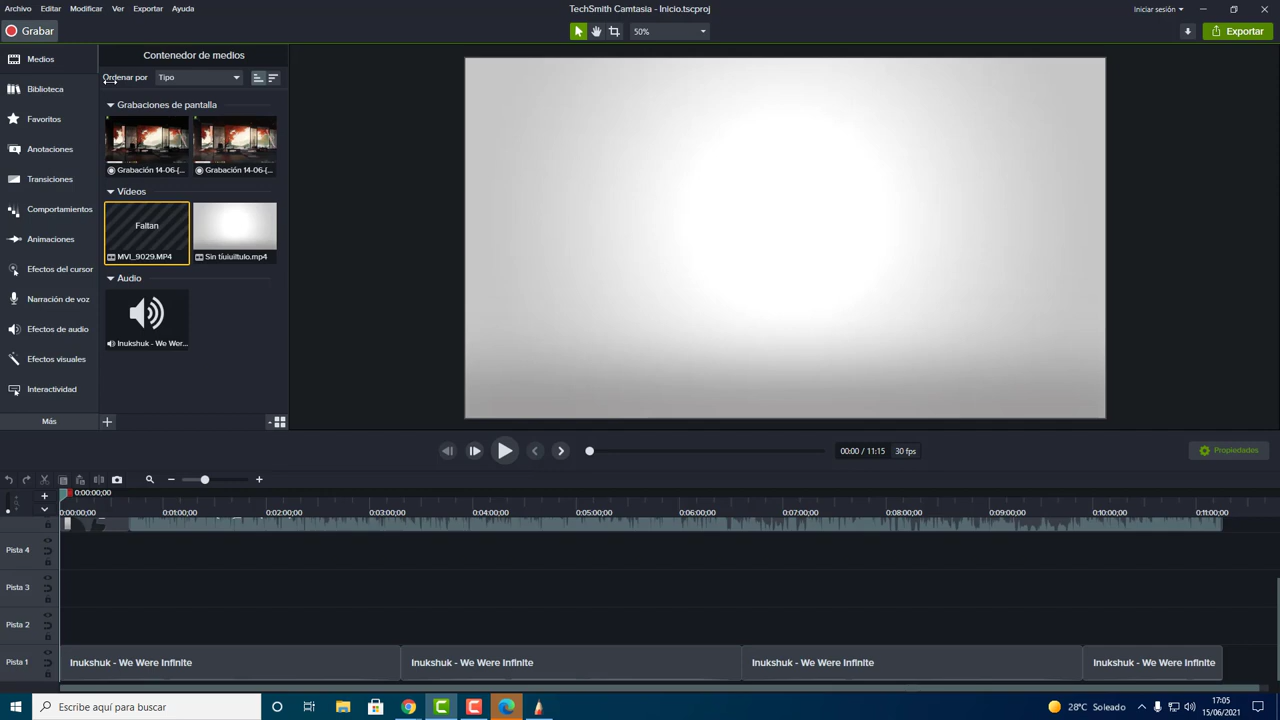 Archivo Editar Modificar Ver Exportar Ayuda
TechSmith Camtasia - Inicio.tscproj
Iniciar sesión
Grabar
50%
Exportar
Medios
Biblioteca
Favoritos
Anotaciones
Transiciones
Comportamientos
Animaciones
Efectos del cursor
Narración de voz
Efectos de audio
Efectos visuales
Interactividad
Más
Contenedor de medios
Ordenar por Tipo
Grabaciones de pantalla
Grabación 14-06-(... Grabación 14-06-(...
Vídeos
Faltan
MVI_9029.MP4 Sin tíuiuiltulo.mp4
Audio
Inukshuk - We Wer...
00:00 / 11:15 30 fps
Propiedades
0:00:00;00
0:00:00;00 0:01:00;00 0:02:00;00 0:03:00;00 0:04:00;00 0:05:00;00 0:06:00;00 0:07:00;00 0:08:00;00 0:09:00;00 0:10:00;00 0:11:00;00
Pista 4
Pista 3
Pista 2
Pista 1
Inukshuk - We Were Infinite Inukshuk - We Were Infinite Inukshuk - We Were Infinite Inukshuk - We Were Infinite
Escribe aquí para buscar
28°C Soleado
17:05
15/06/2021